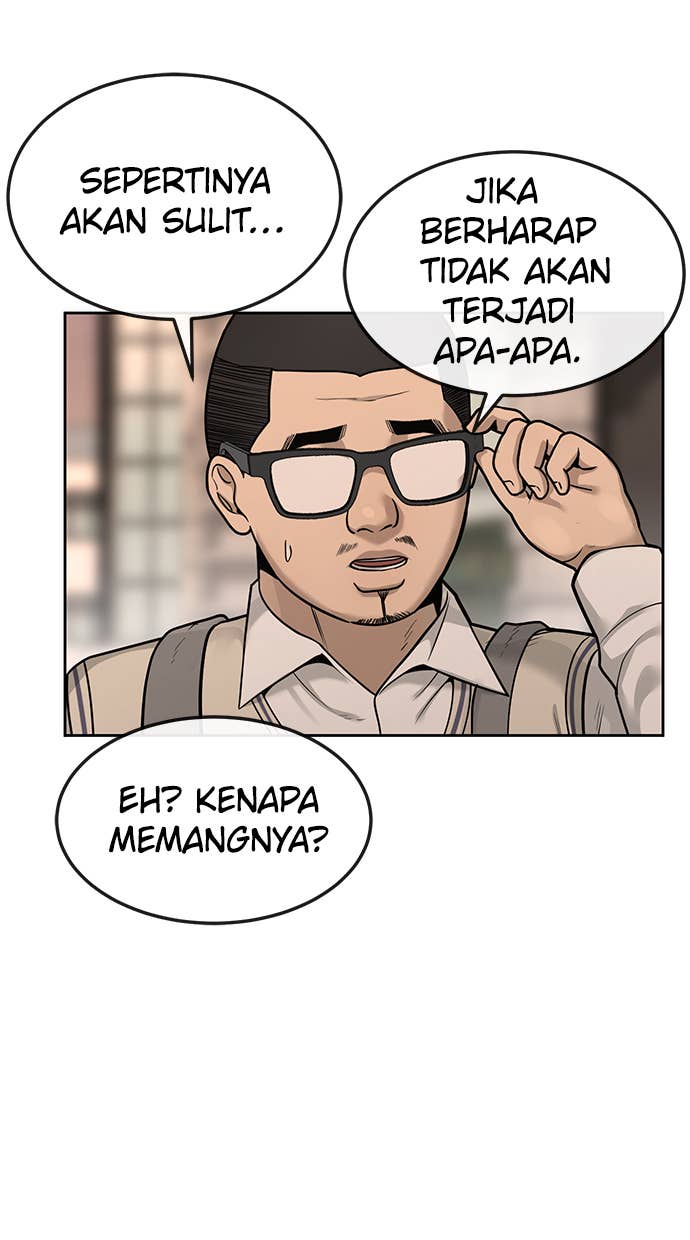 SEPERTINYA
AKAN SULIT...
JIKA
BERHARAP
TIDAK AKAN
TERJADI
APA-APA.
EH? KENAPA
MEMANGNYA?